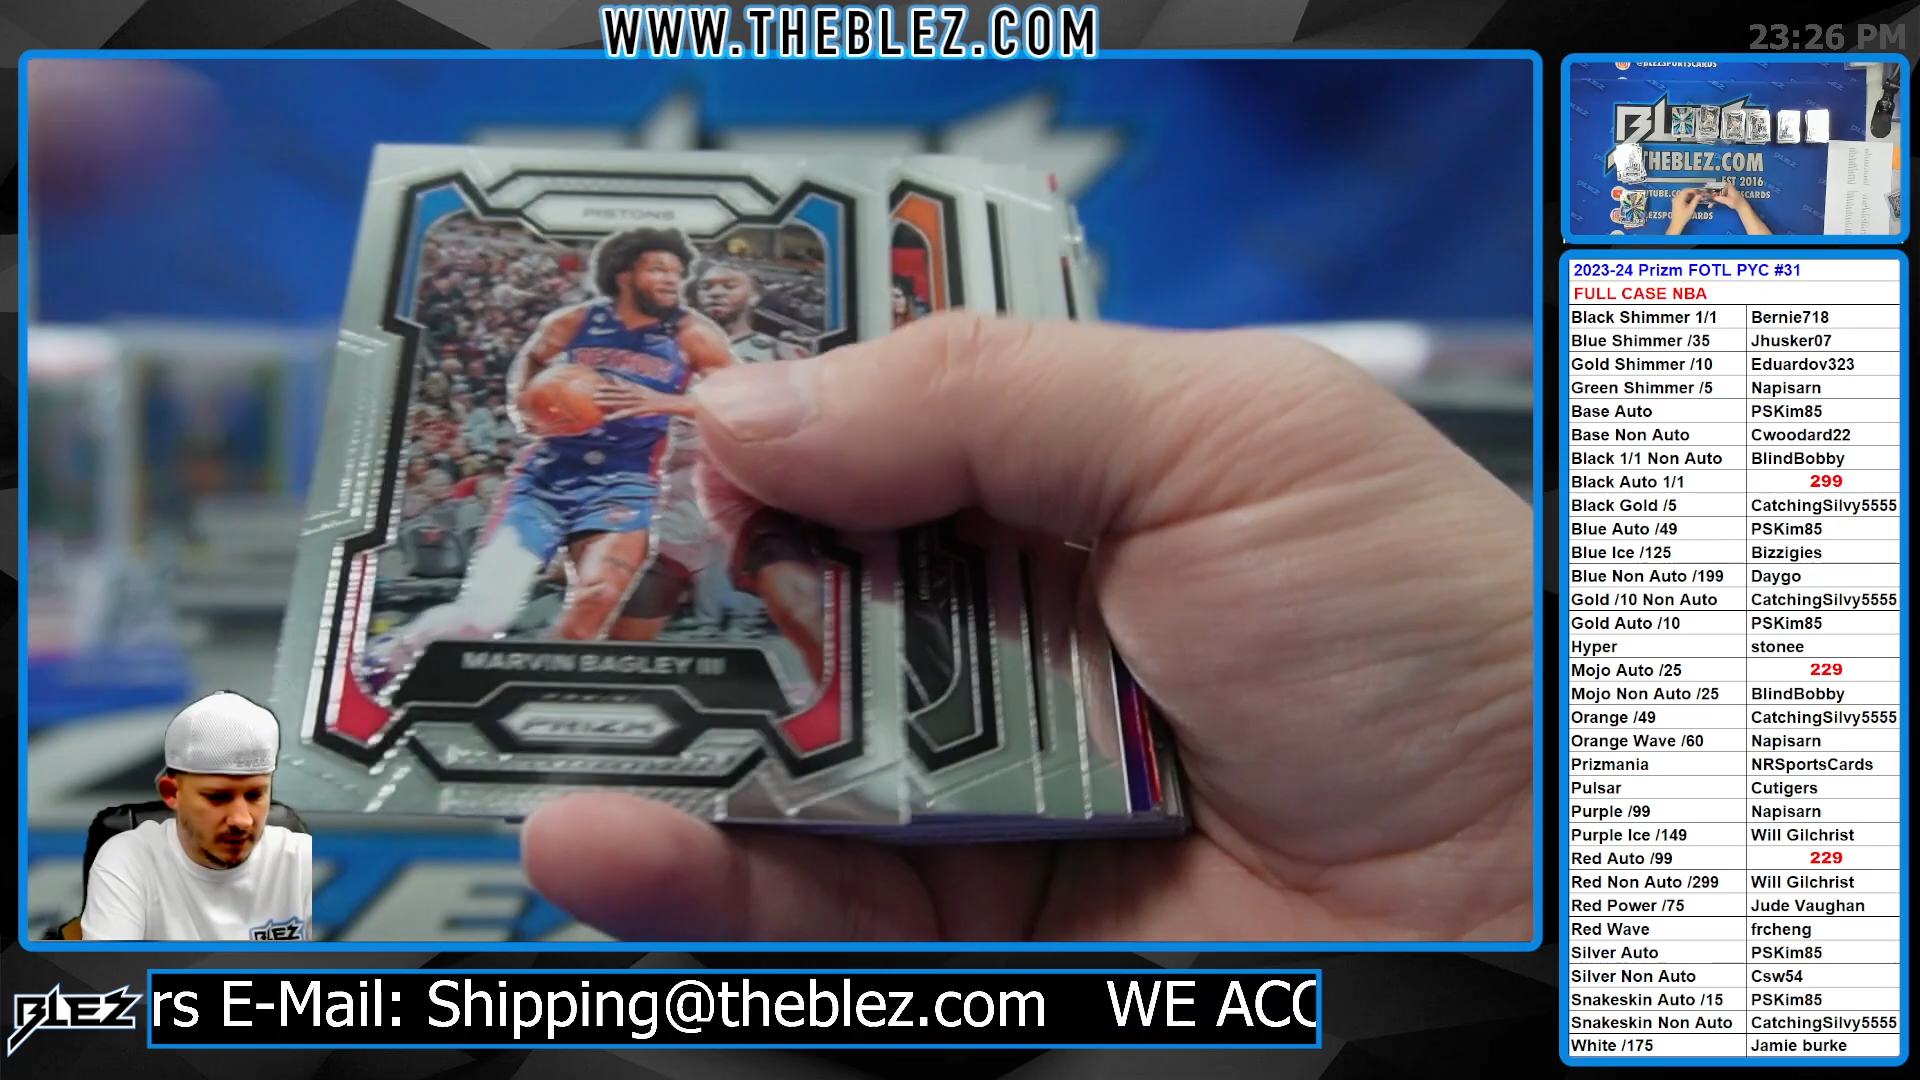 WWW.THEBLEZ.COM
23:26 PM
PISTONS
MARVIN BAGLEY III
PRIZM
BLEZ
THEBLEZ.COM
EST 2016
2023-24 Prizm FOTL PYC #31
FULL CASE NBA
Black Shimmer 1/1 Bernie718
Blue Shimmer /35 Jhusker07
Gold Shimmer /10 Eduardov323
Green Shimmer /5 Napisarn
Base Auto PSKim85
Base Non Auto Cwoodard22
Black 1/1 Non Auto BlindBobby
Black Auto 1/1 299
Black Gold /5 CatchingSilvy5555
Blue Auto /49 PSKim85
Blue Ice /125 Bizzigies
Blue Non Auto /199 Daygo
Gold /10 Non Auto CatchingSilvy5555
Gold Auto /10 PSKim85
Hyper stonee
Mojo Auto /25 229
Mojo Non Auto /25 BlindBobby
Orange /49 CatchingSilvy5555
Orange Wave /60 Napisarn
Prizmania NRSportsCards
Pulsar Cutigers
Purple /99 Napisarn
Purple Ice /149 Will Gilchrist
Red Auto /99 229
Red Non Auto /299 Will Gilchrist
Red Power /75 Jude Vaughan
Red Wave frcheng
Silver Auto PSKim85
Silver Non Auto Csw54
Snakeskin Auto /15 PSKim85
Snakeskin Non Auto CatchingSilvy5555
White /175 Jamie burke
BLEZ
rs E-Mail: Shipping@theblez.com WE ACC